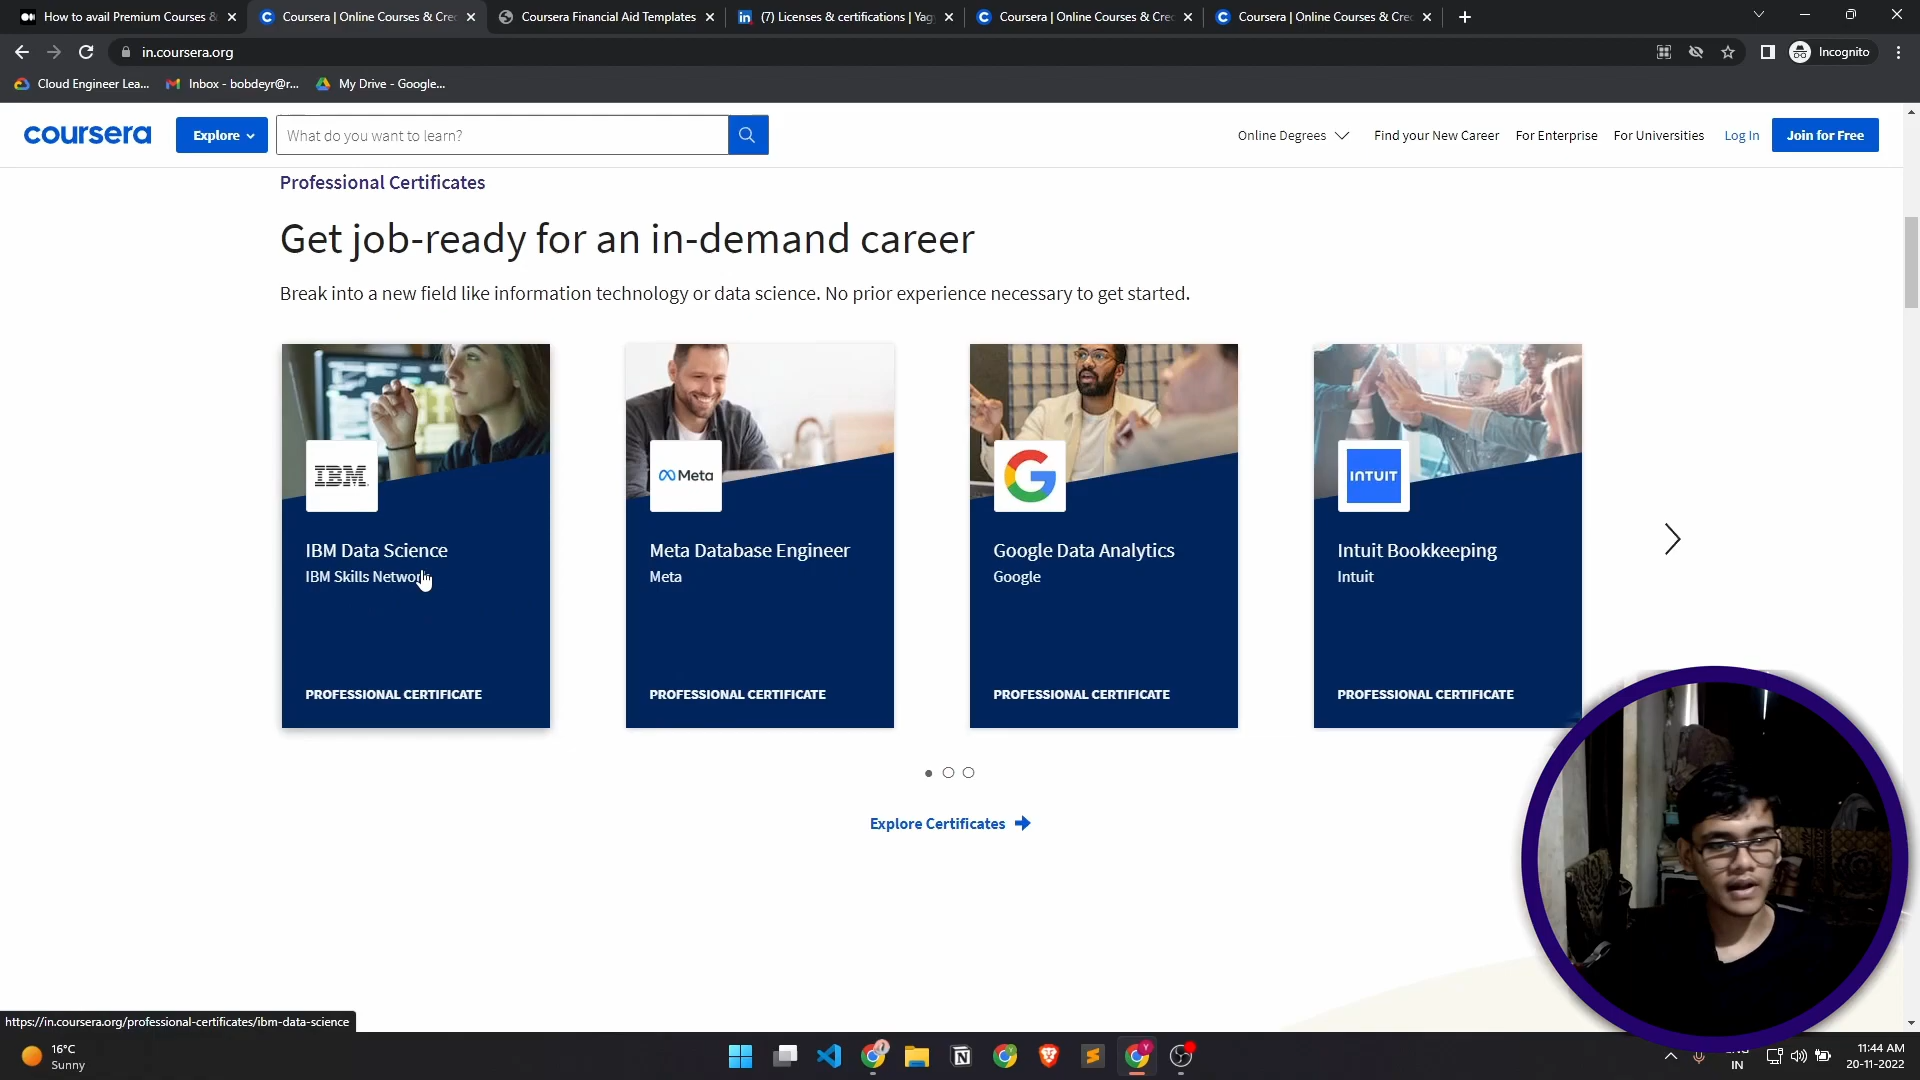 How to avail Premium Courses &
Coursera | Online Courses & Cre
Coursera Financial Aid Templates
(7) Licenses & certifications | Yag
Coursera | Online Courses & Cre
Coursera | Online Courses & Cre
in.coursera.org
Incognito
Cloud Engineer Lea...
Inbox - bobdeyr@r...
My Drive - Google...
coursera
Explore
What do you want to learn?
Online Degrees
Find your New Career
For Enterprise
For Universities
Log In
Join for Free
Professional Certificates
Get job-ready for an in-demand career
Break into a new field like information technology or data science. No prior experience necessary to get started.
IBM
Meta
G
INTUIT
IBM Data Science
IBM Skills Network
PROFESSIONAL CERTIFICATE
Meta Database Engineer
Meta
PROFESSIONAL CERTIFICATE
Google Data Analytics
Google
PROFESSIONAL CERTIFICATE
Intuit Bookkeeping
Intuit
PROFESSIONAL CERTIFICATE
Explore Certificates
https://in.coursera.org/professional-certificates/ibm-data-science
16°C
Sunny
ENG
IN
11:44 AM
20-11-2022